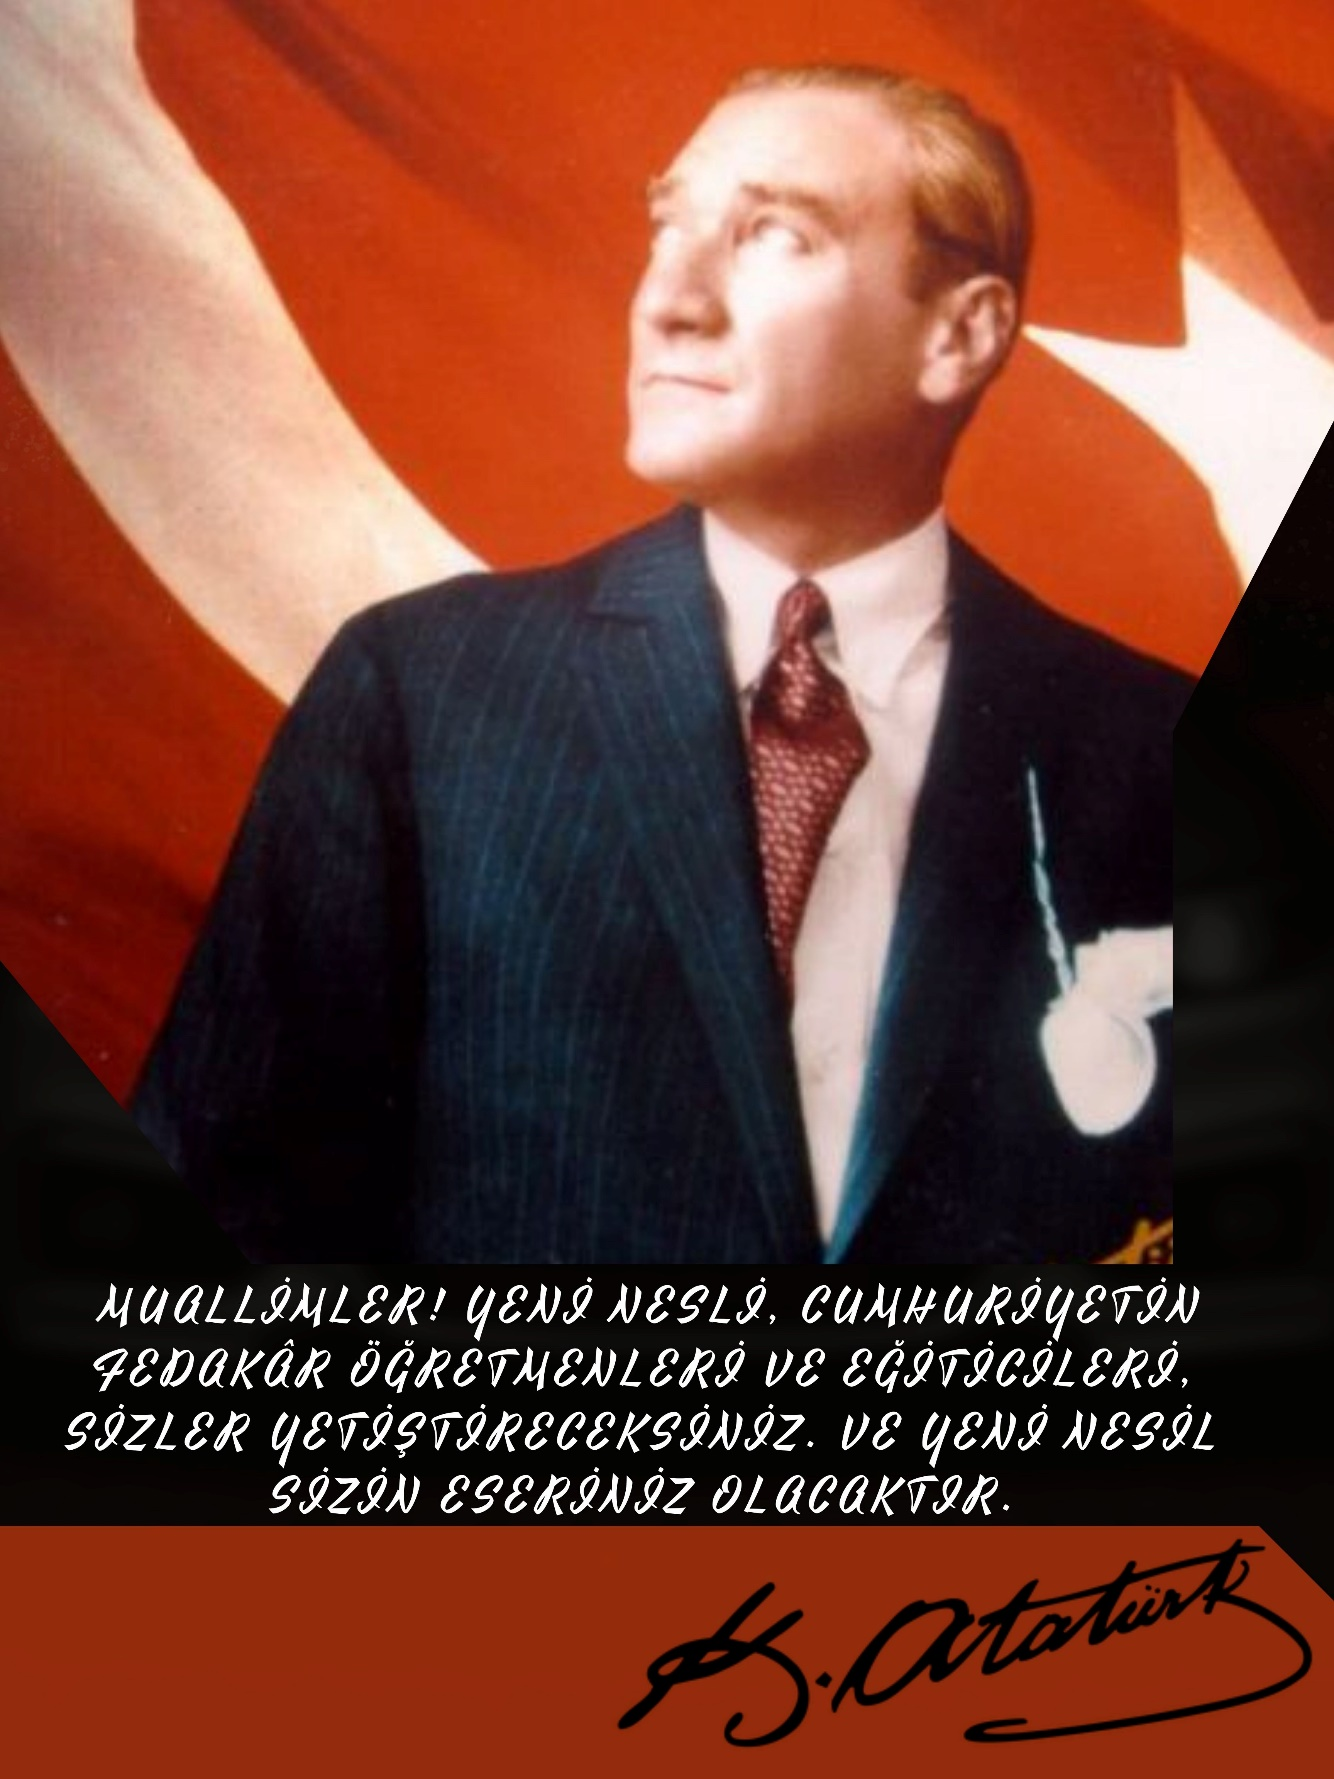 MUALLİMLER! YENİ NESLİ, CUMHURİYETİN
FEDAKÂR ÖĞRETMENLERİ VE EĞİTİCİLERİ,
SİZLER YETİŞTİRECEKSİNİZ. VE YENİ NESİL
SİZİN ESERİNİZ OLACAKTIR.
K. Atatürk